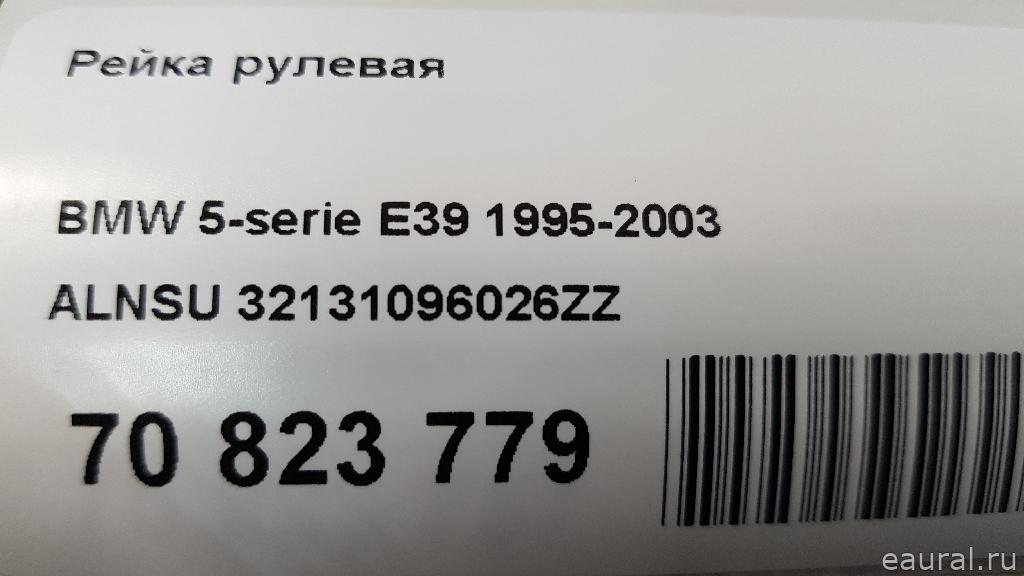 Рейка рулевая
BMW 5-serie E39 1995-2003
ALNSU 32131096026ZZ
70 823 779
eaural.ru